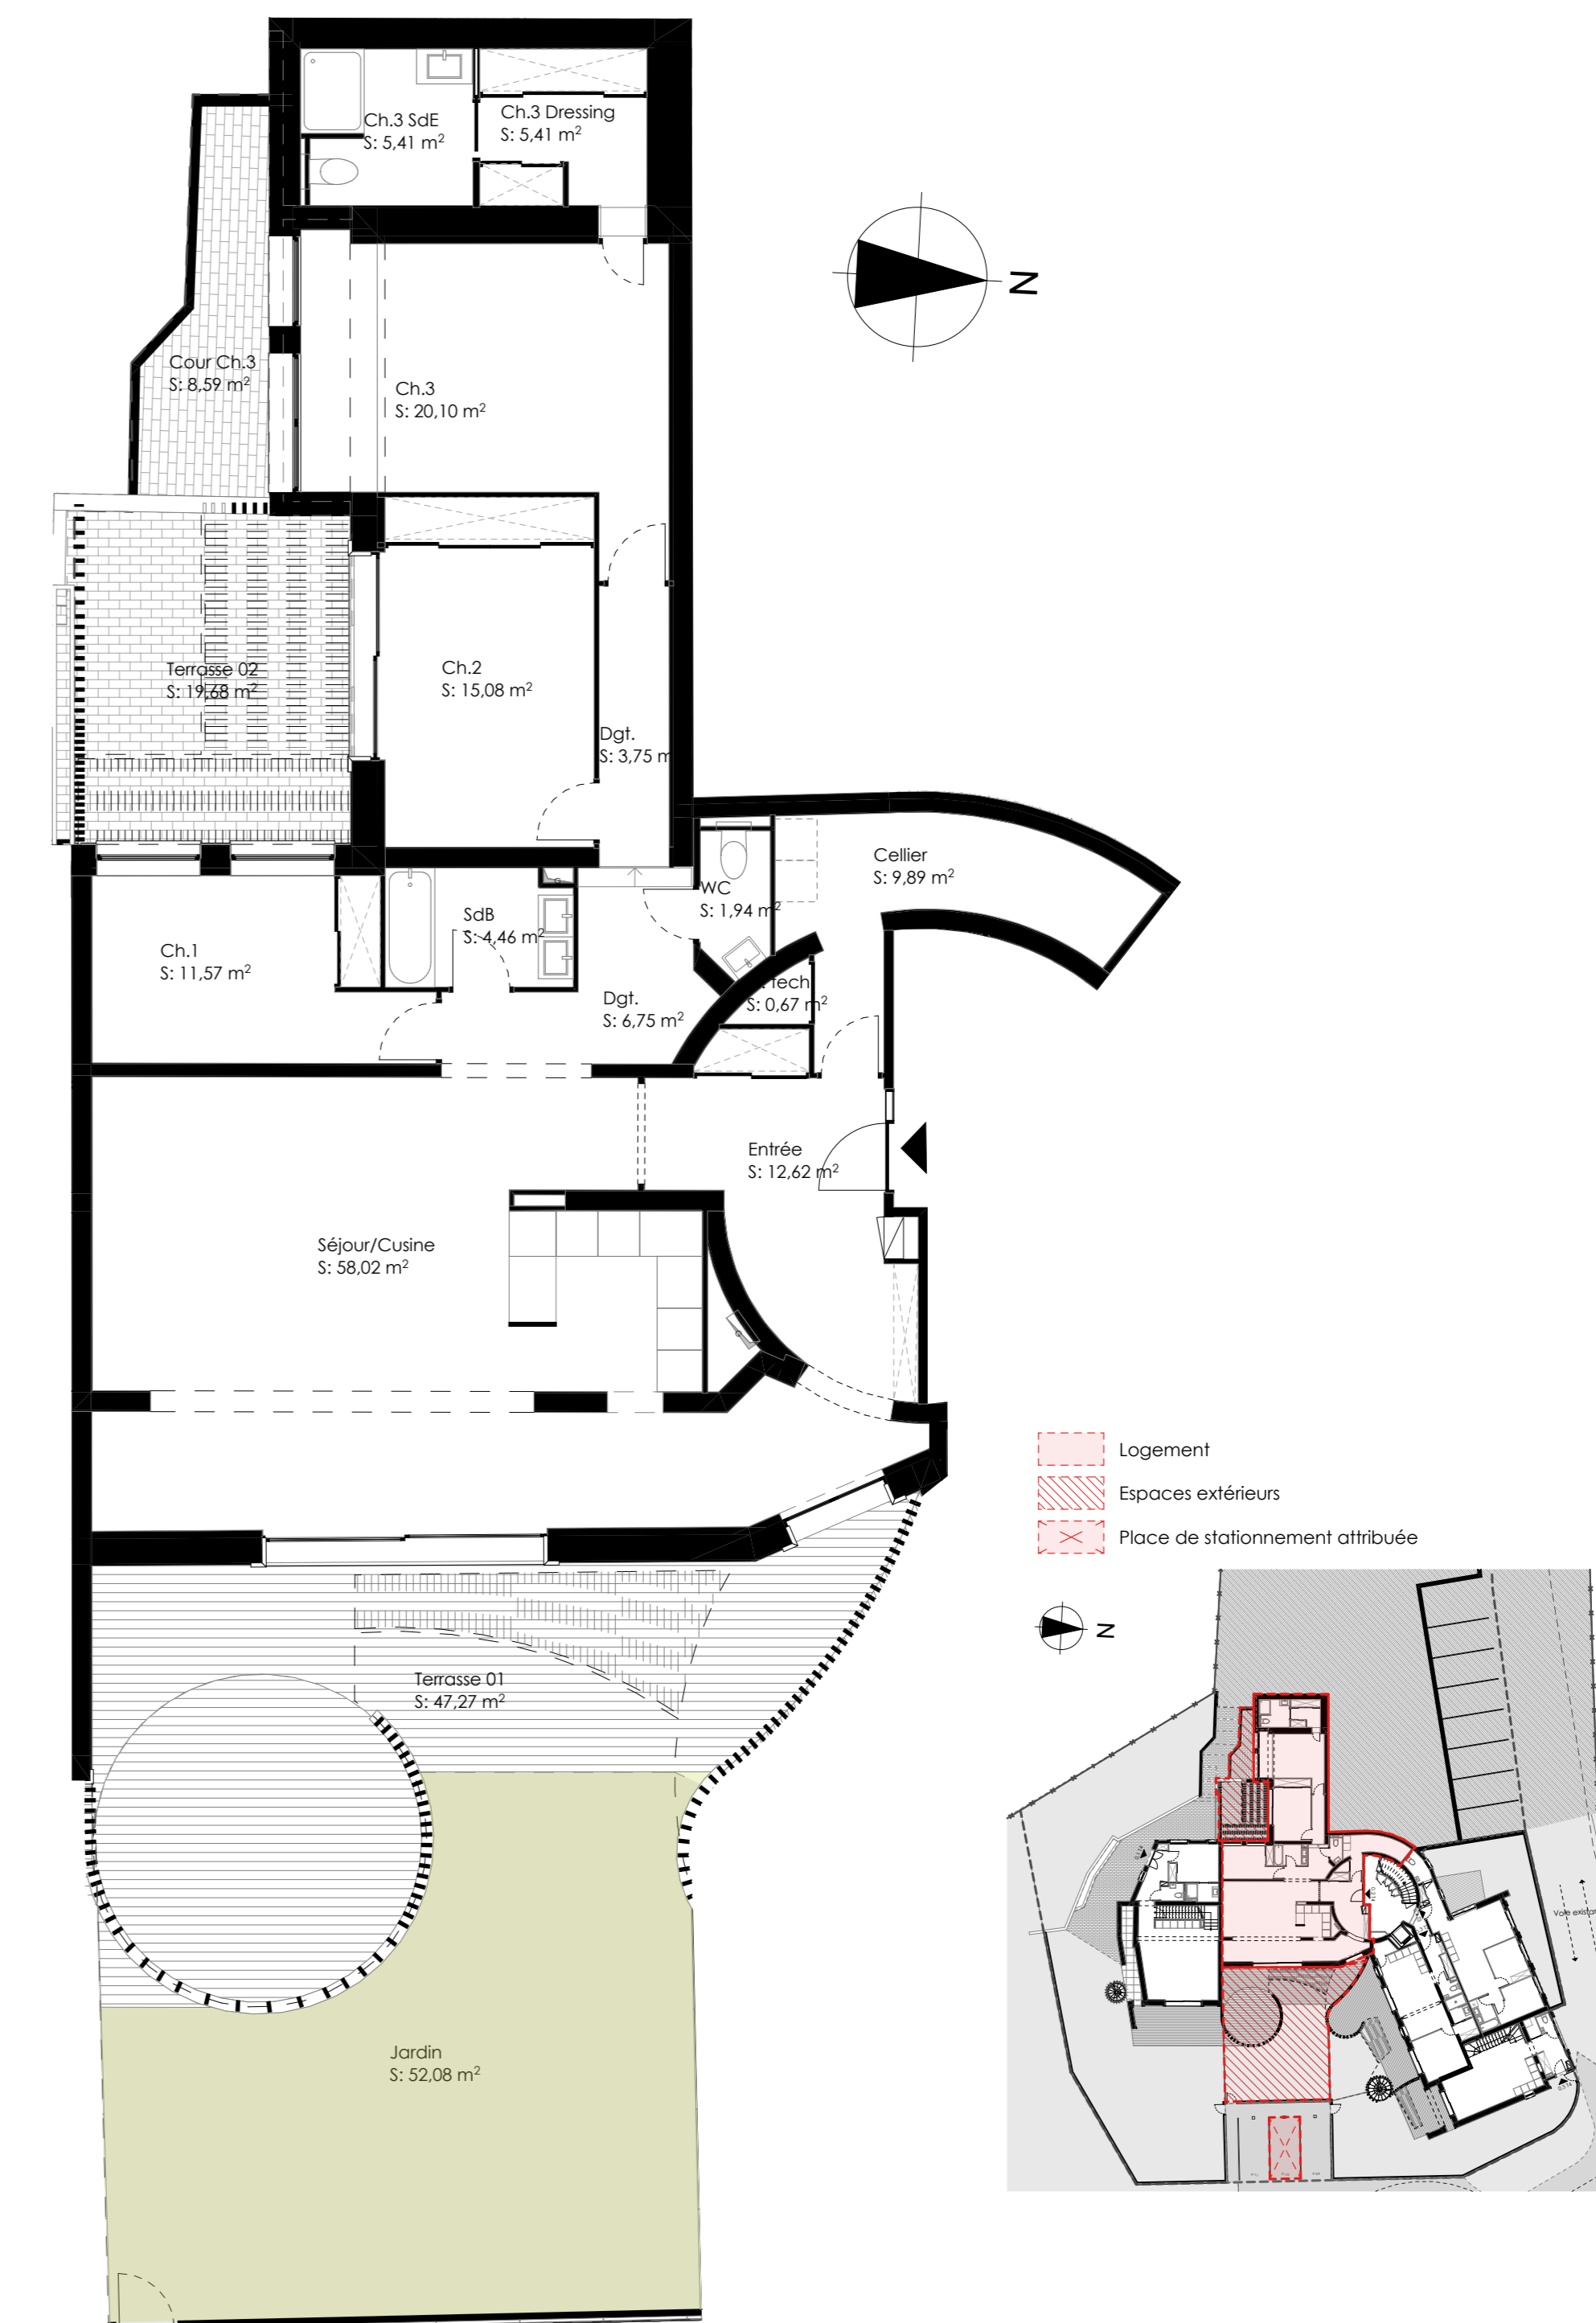 Ch.3 SdE
S: 5,41 m²
Ch.3 Dressing
S: 5,41 m²
N
Cour Ch.3
S: 8,59 m²
Ch.3
S: 20,10 m²
Terrasse 02
S: 19,68 m²
Ch.2
S: 15,08 m²
Dgt.
S: 3,75 m
Cellier
S: 9,89 m²
WC
S: 1,94 m²
SdB
S: 4,46 m²
Ch.1
S: 11,57 m²
Tech
S: 0,67 m²
Dgt.
S: 6,75 m²
Entrée
S: 12,62 m²
Séjour/Cusine
S: 58,02 m²
Logement
Espaces extérieurs
Place de stationnement attribuée
N
Terrasse 01
S: 47,27 m²
Jardin
S: 52,08 m²